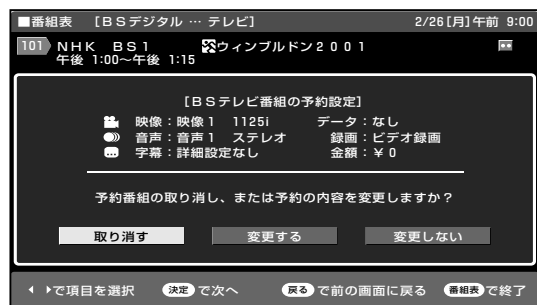 ■番組表 [BSデジタル … テレビ] 2/26[月]午前 9:00
101 NHK BS1 ウィンブルドン2001
午後 1:00~午後 1:15
[BSテレビ番組の予約設定]
映像:映像1 1125i データ:なし
音声:音声1 ステレオ 録画:ビデオ録画
字幕:詳細設定なし 金額:¥0
予約番組の取り消し、または予約の内容を変更しますか?
取り消す 変更する 変更しない
で項目を選択 決定 で次へ 戻る で前の画面に戻る 番組表 で終了